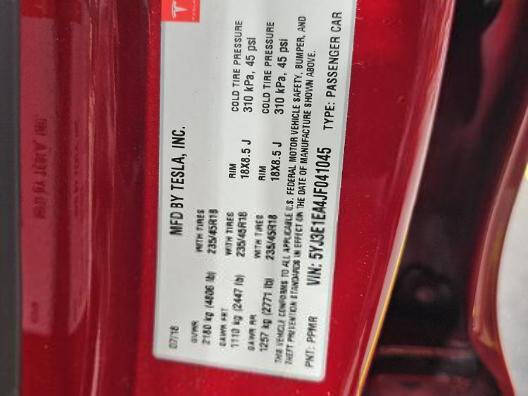 MFD BY TESLA, INC.
07/18
GVWR WITH TIRES RIM COLD TIRE PRESSURE
2180 kg (4806 lb) 235/45R18 18X8.5 J 310 kPa, 45 psi
GAWR FRT WITH TIRES RIM COLD TIRE PRESSURE
1110 kg (2447 lb) 235/45R18 18X8.5 J 310 kPa, 45 psi
GAWR RR WITH TIRES
1257 kg (2771 lb) 235/45R18
THIS VEHICLE CONFORMS TO ALL APPLICABLE U.S. FEDERAL MOTOR VEHICLE SAFETY, BUMPER, AND
THEFT PREVENTION STANDARDS IN EFFECT ON THE DATE OF MANUFACTURE SHOWN ABOVE.
VIN: 5YJ3E1EA4JF041045
PNT: PPMR TYPE: PASSENGER CAR